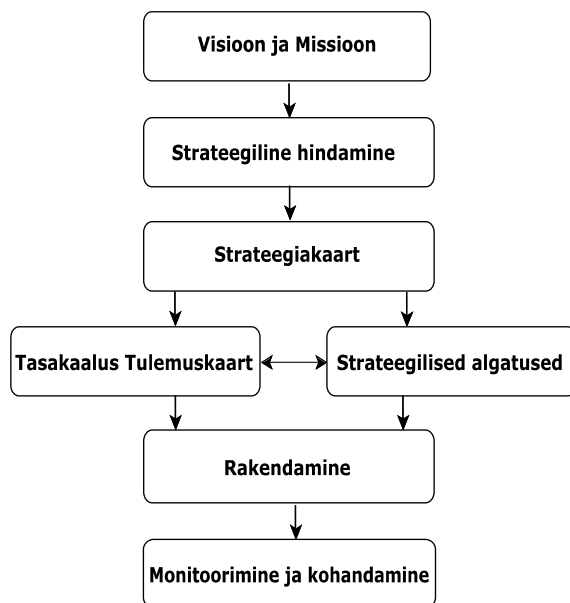 Visioon ja Missioon
Strateegiline hindamine
Strateegiakaart
Tasakaalus Tulemuskaart
Strateegilised algatused
Rakendamine
Monitoorimine ja kohandamine